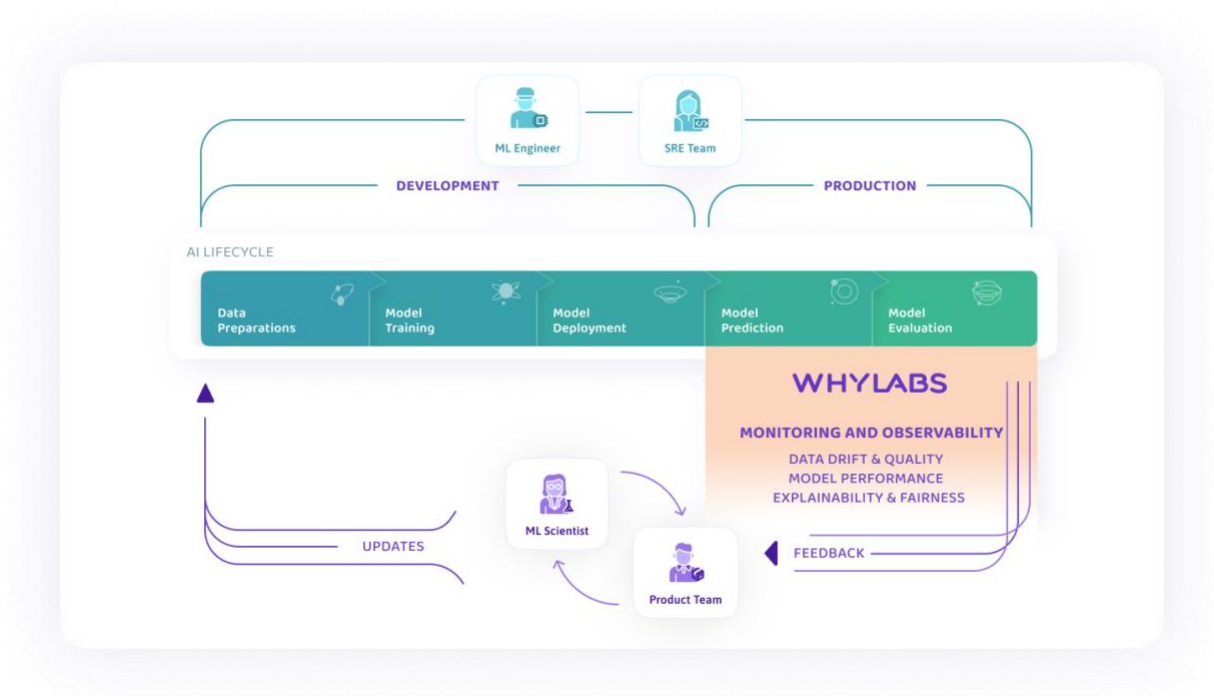 ML Engineer
SRE Team
DEVELOPMENT
PRODUCTION
AI LIFECYCLE
Data
Preparations
Model
Training
Model
Deployment
Model
Prediction
Model
Evaluation
WHYLABS
MONITORING AND OBSERVABILITY
DATA DRIFT & QUALITY
MODEL PERFORMANCE
EXPLAINABILITY & FAIRNESS
ML Scientist
UPDATES
FEEDBACK
Product Team